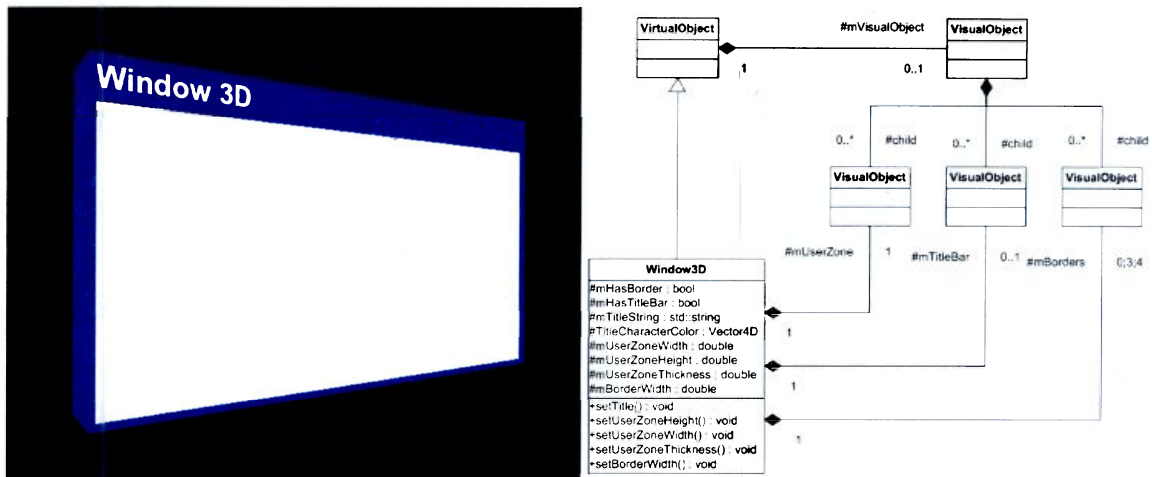 Window 3D
VirtualObject
#mVisualObject
VisualObject
1
0..1
0..*
#child
0..*
#child
0..*
#child
VisualObject
VisualObject
VisualObject
#mUserZone
1
#mTitleBar
0..1
#mBorders
0;3;4
Window3D
#mHasBorder : bool
#mHasTitleBar : bool
#mTitleString : std::string
#TitleCharacterColor : Vector4D
#mUserZoneWidth : double
#mUserZoneHeight : double
#mUserZoneThickness : double
#mBorderWidth : double
+setTitle() : void
+setUserZoneHeight() : void
+setUserZoneWidth() : void
+setUserZoneThickness() : void
+setBorderWidth() : void
1
1
1